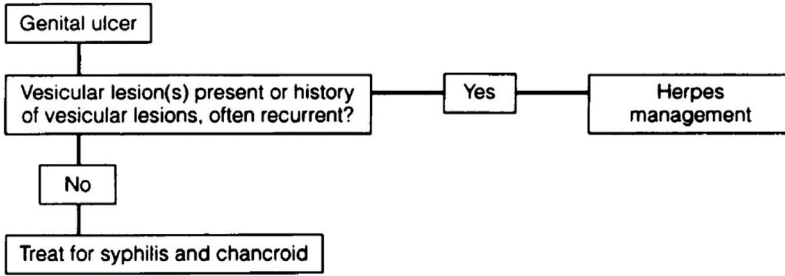 Genital ulcer
Vesicular lesion(s) present or history
of vesicular lesions, often recurrent?
Yes
Herpes
management
No
Treat for syphilis and chancroid